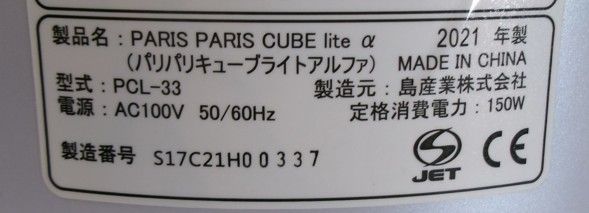 製品名：PARIS PARIS CUBE lite α 2021 年製
(パリパリキューブライトアルファ) MADE IN CHINA
型式：PCL-33 製造元：島産業株式会社
電源：AC100V 50/60Hz 定格消費電力：150W
製造番号 S17C21H00337
JET CE